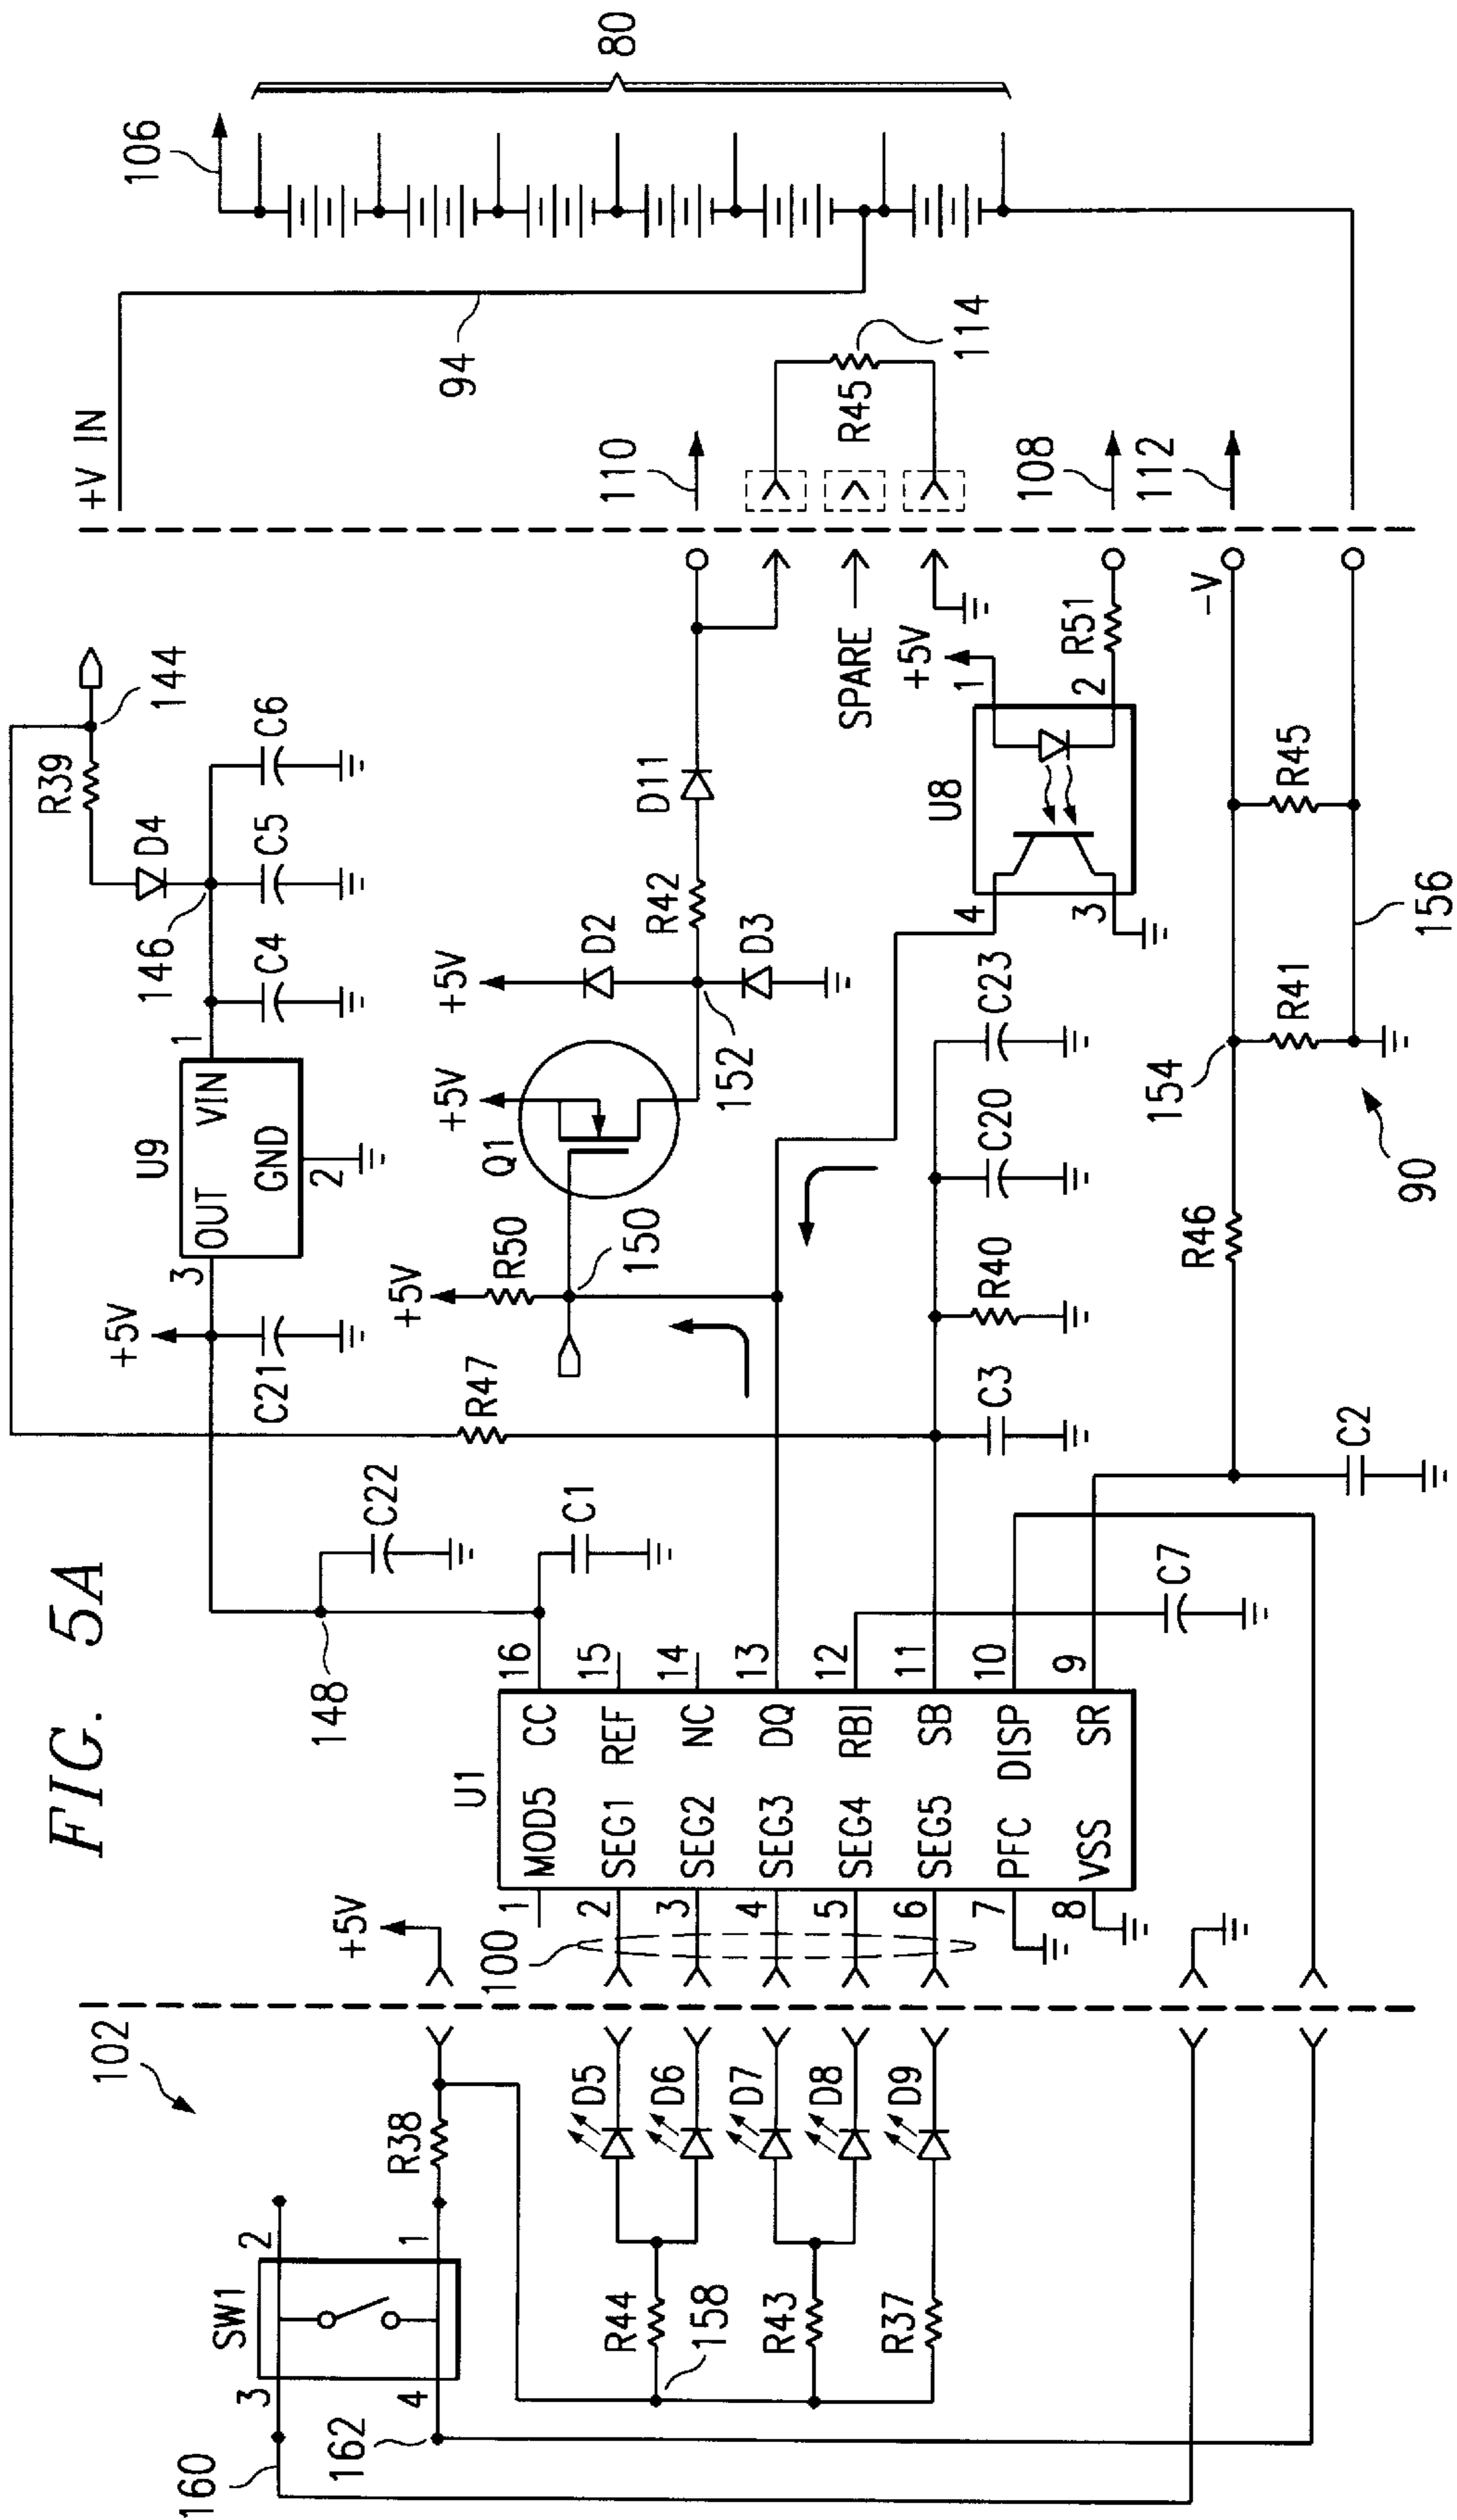 FIG. 5A
102
+5V
148
C22
C1
+5V
C21
3
U9
OUT
VIN
GND
2
1
146
C4
C5
C6
D4
R39
144
+V IN
94
106
80
SW1
3
2
4
1
160
162
R38
R44
158
R43
R37
D5
D6
D7
D8
D9
100
U1
1
MOD5
CC
16
2
SEG1
REF
15
3
SEG2
NC
14
4
SEG3
DQ
13
5
SEG4
RBI
12
6
SEG5
SB
11
7
PFC
DISP
10
8
VSS
SR
9
R47
+5V
R50
150
Q1
+5V
152
+5V
D2
D3
R42
D11
110
R45
114
SPARE
C3
R40
C20
C23
+5V
U8
1
2
4
3
R51
108
112
-V
C7
C2
R46
154
R41
R45
156
90